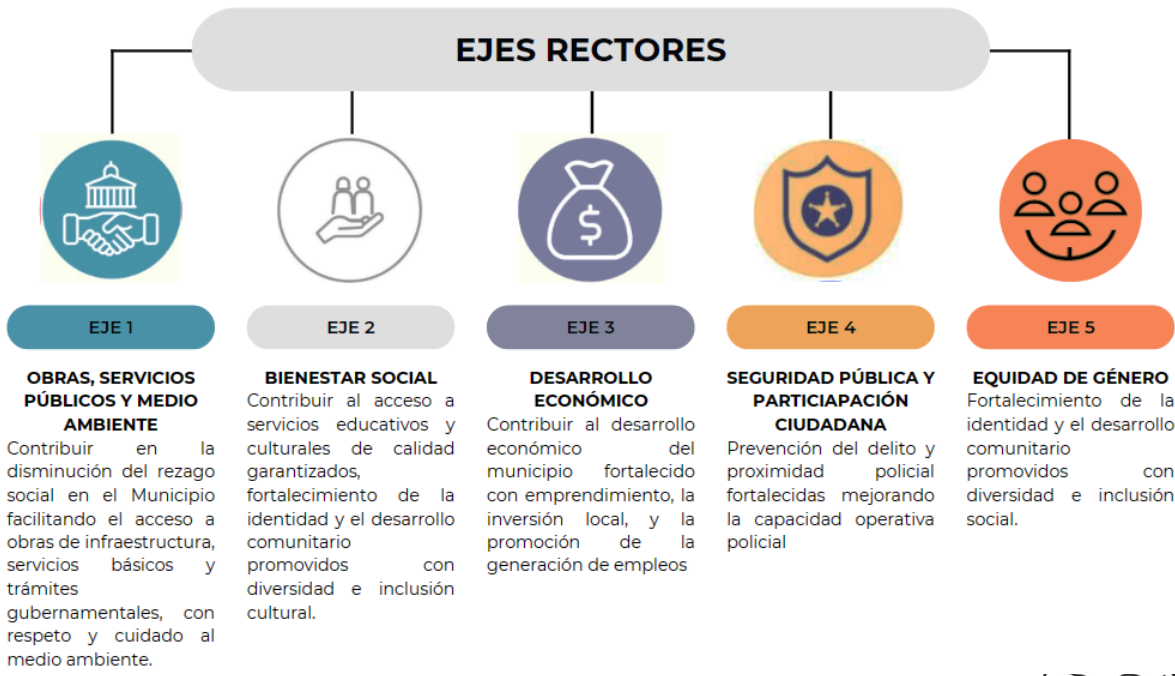 EJES RECTORES
EJE 1
OBRAS, SERVICIOS
PÚBLICOS Y MEDIO
AMBIENTE
Contribuir en la
disminución del rezago
social en el Municipio
facilitando el acceso a
obras de infraestructura,
servicios básicos y
trámites
gubernamentales, con
respeto y cuidado al
medio ambiente.
EJE 2
BIENESTAR SOCIAL
Contribuir al acceso a
servicios educativos y
culturales de calidad
garantizados,
fortalecimiento de la
identidad y el desarrollo
comunitario
promovidos con
diversidad e inclusión
cultural.
EJE 3
DESARROLLO
ECONÓMICO
Contribuir al desarrollo
económico del
municipio fortalecido
con emprendimiento, la
inversión local, y la
promoción de la
generación de empleos
EJE 4
SEGURIDAD PÚBLICA Y
PARTICIAPACIÓN
CIUDADANA
Prevención del delito y
proximidad policial
fortalecidas mejorando
la capacidad operativa
policial
EJE 5
EQUIDAD DE GÉNERO
Fortalecimiento de la
identidad y el desarrollo
comunitario
promovidos con
diversidad e inclusión
social.
$